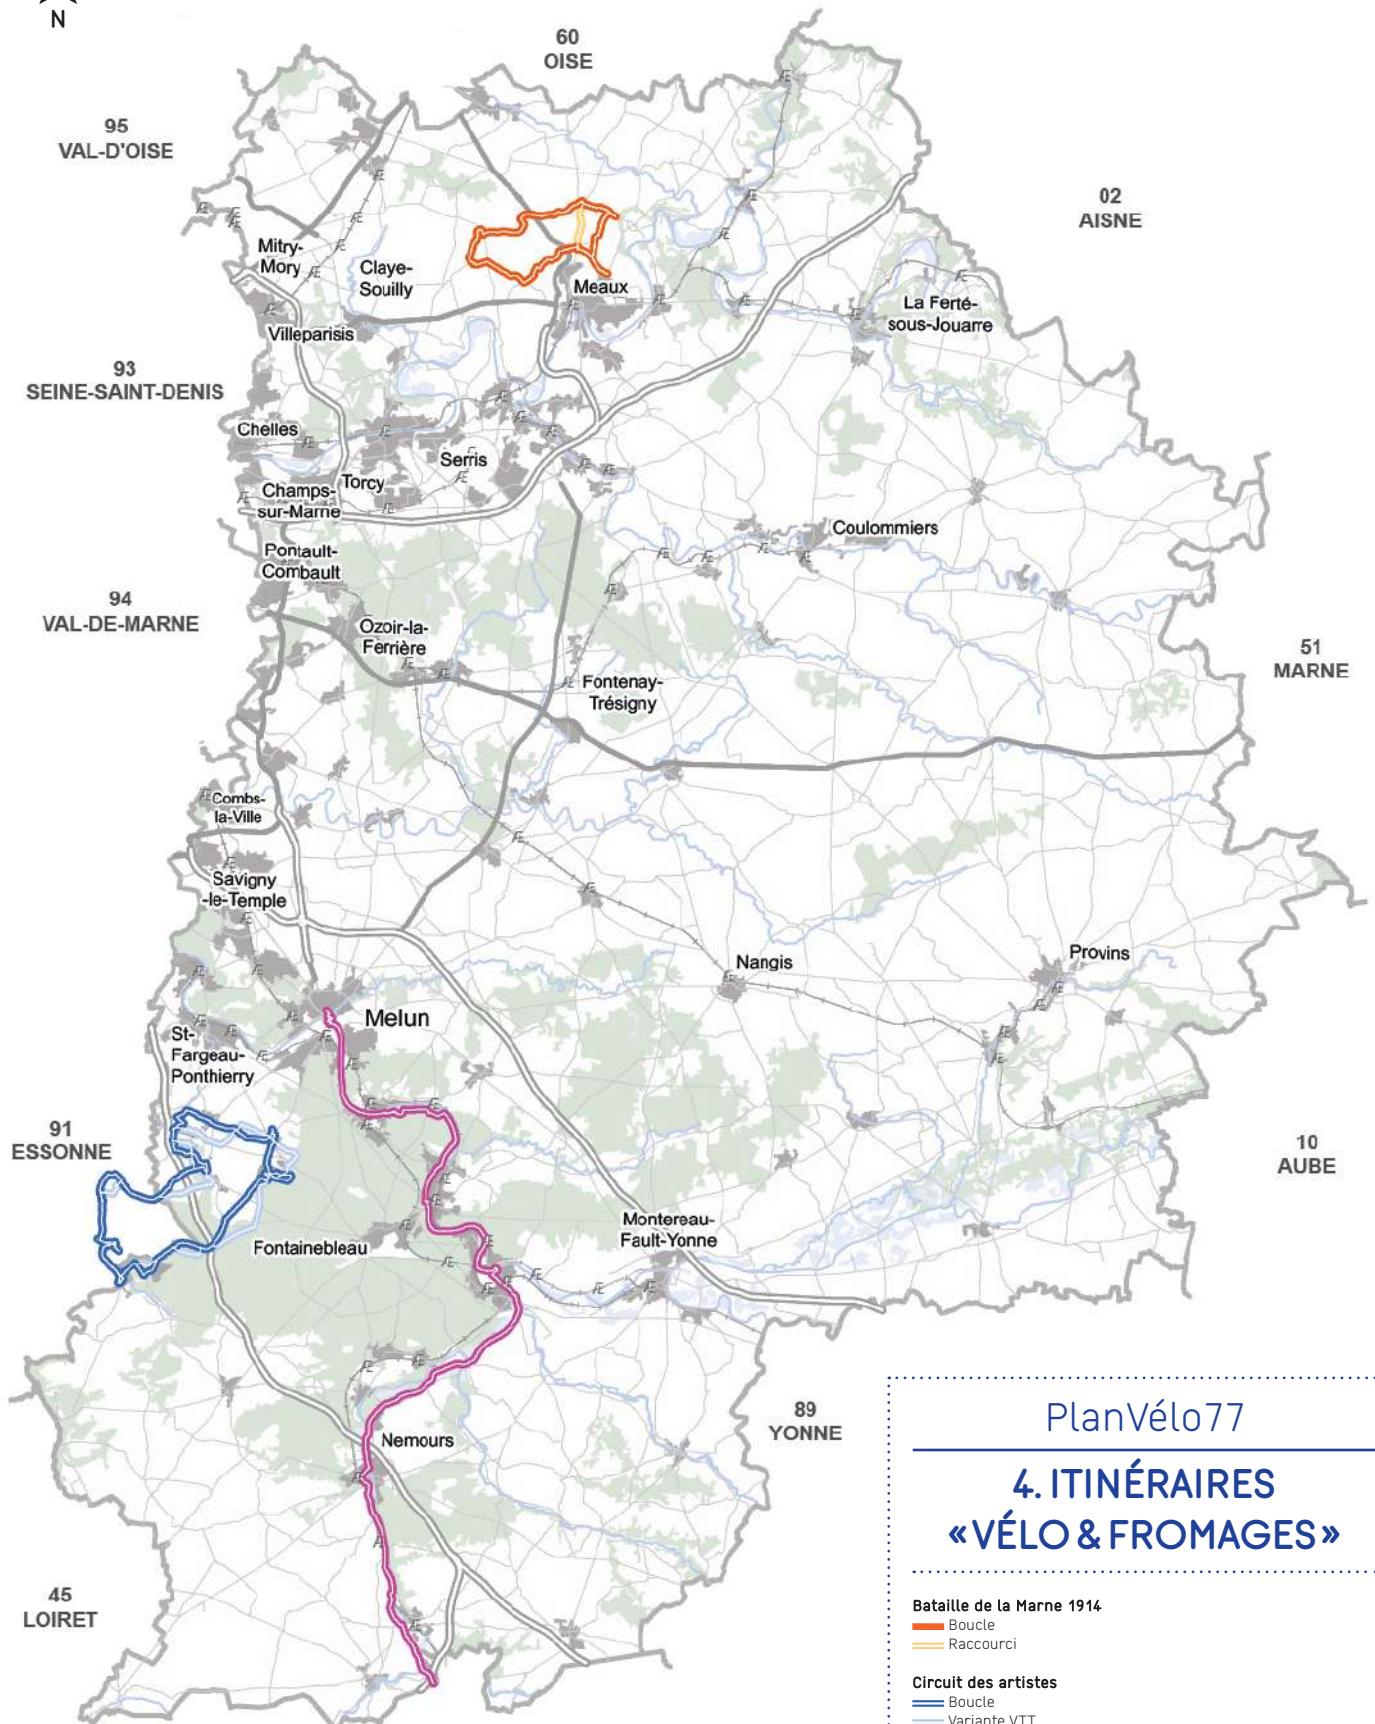 N
60
OISE
95
VAL-D'OISE
02
AISNE
Mitry-
Mory
Claye-
Souilly
Meaux
La Ferté-
sous-Jouarre
Villeparisis
93
SEINE-SAINT-DENIS
Chelles
Serris
Torcy
Champs-
sur-Marne
Coulommiers
Pontault-
Combault
94
VAL-DE-MARNE
Ozoir-la-
Ferrière
51
MARNE
Fontenay-
Trésigny
Combs-
la-Ville
Savigny
-le-Temple
Nangis
Provins
Melun
St-
Fargeau-
Ponthierry
91
ESSONNE
10
AUBE
Montereau-
Fault-Yonne
Fontainebleau
89
YONNE
Nemours
45
LOIRET
PlanVélo77
4. ITINÉRAIRES
«VÉLO & FROMAGES»
Bataille de la Marne 1914
Boucle
Raccourci
Circuit des artistes
Boucle
Variante VTT